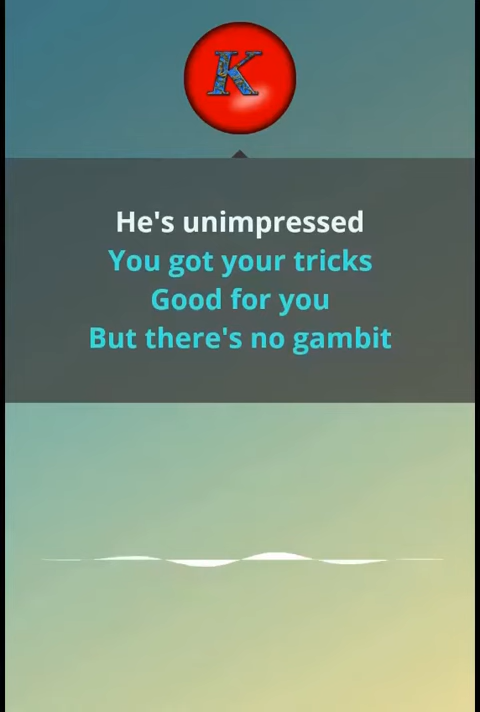 K
He's unimpressed
You got your tricks
Good for you
But there's no gambit